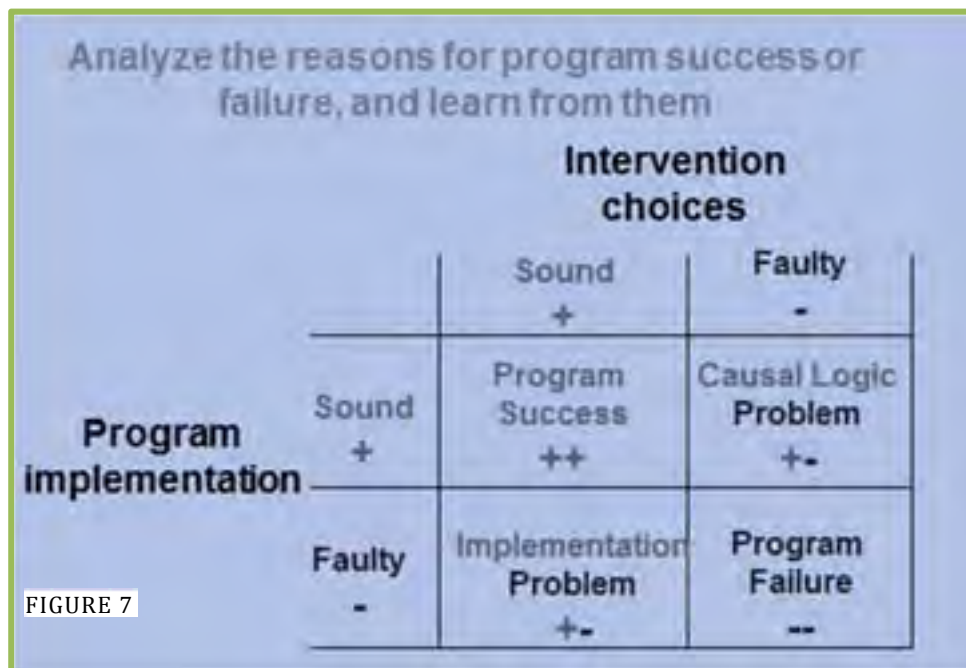 Analyze the reasons for program success or
failure, and learn from them
Intervention
choices
Sound
+
Faulty
-
Program
implementation
Sound
+
Program
Success
++
Causal Logic
Problem
+-
Faulty
-
Implementation
Problem
+-
Program
Failure
--
FIGURE 7